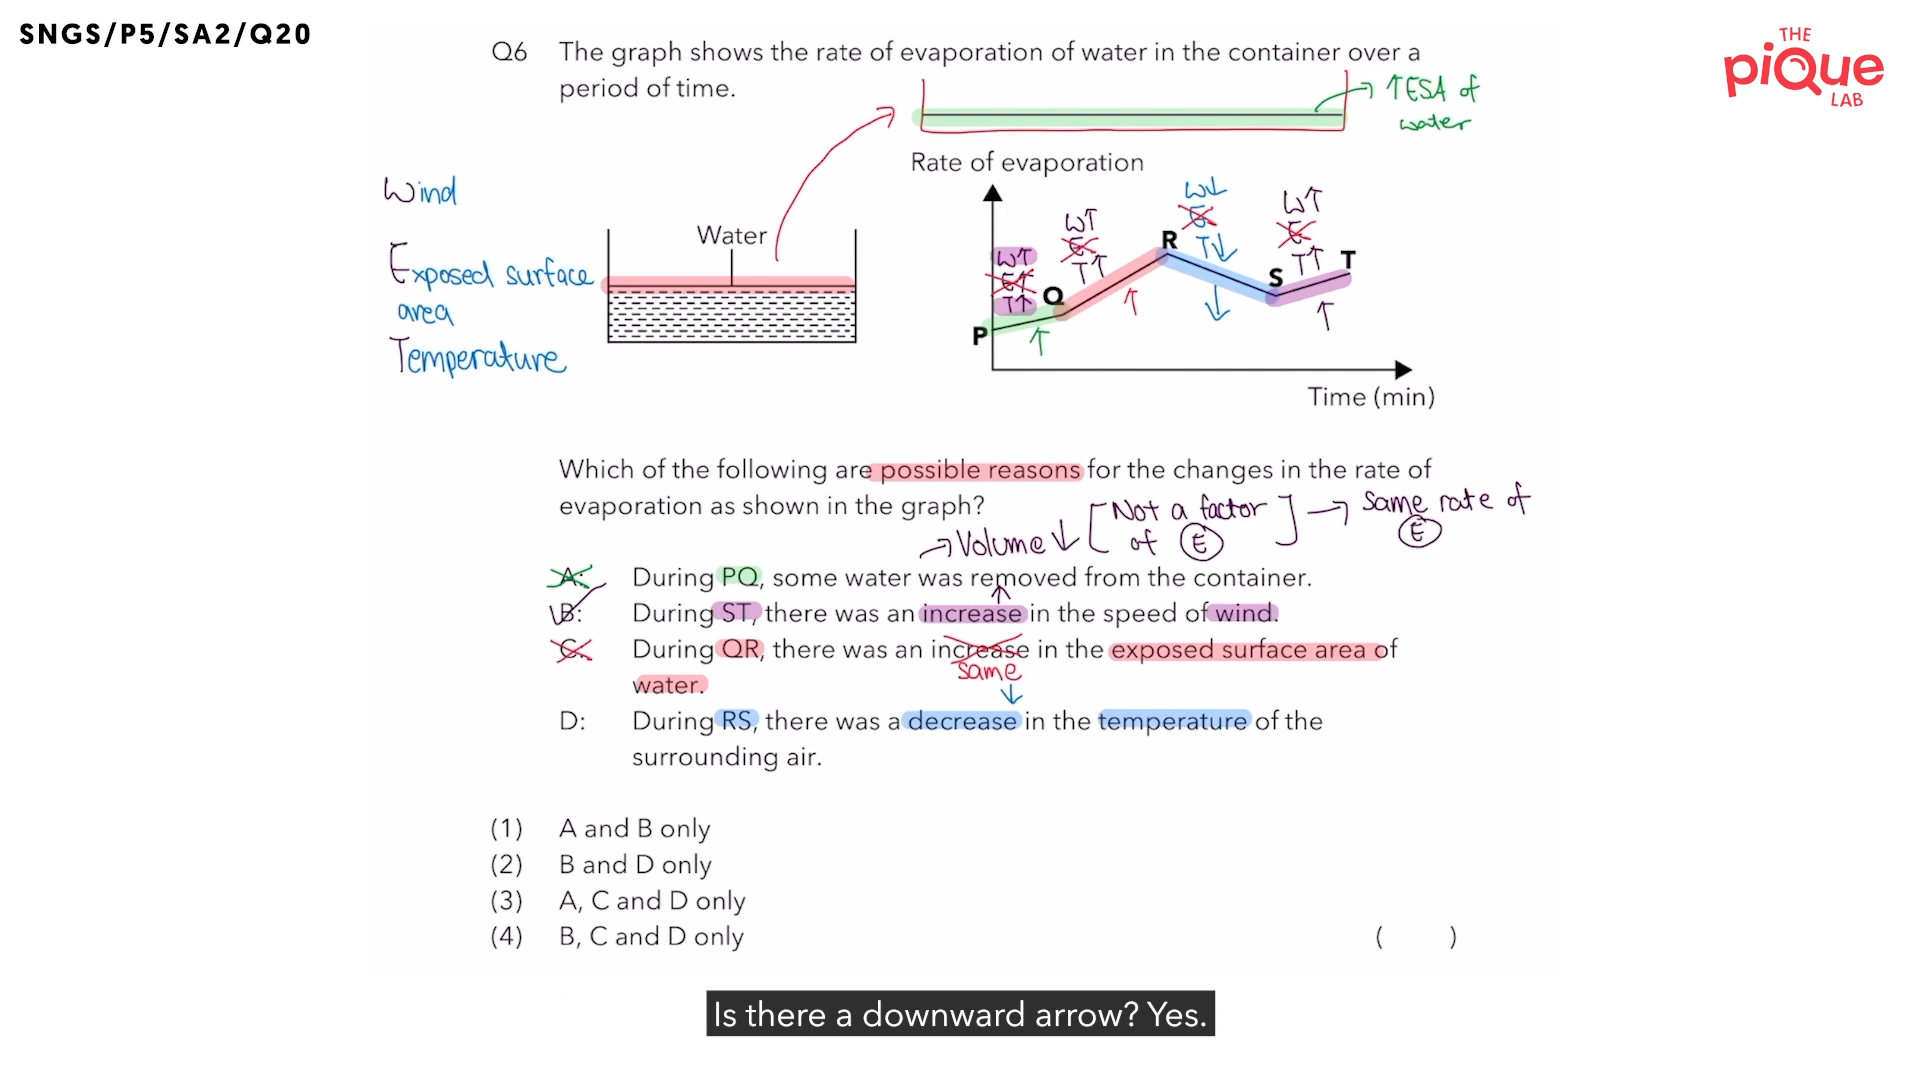 SNGS/P5/SA2/Q20
THE
piQue
LAB
Q6 The graph shows the rate of evaporation of water in the container over a
period of time.
↑ESA of
water
Rate of evaporation
Wind
Exposed surface
area
Temperature
Water
W↑
E↑
T↑
W↑
E
T↑
W↓
E
T↓
W↑
E
T↑
P
Q
R
S
T
Time (min)
Which of the following are possible reasons for the changes in the rate of
evaporation as shown in the graph?
→Volume↓ [Not a factor of E] → Same rate of E
A: During PQ, some water was removed from the container.
B: During ST, there was an increase in the speed of wind.
C: During QR, there was an increase in the exposed surface area of
same
water.
D: During RS, there was a decrease in the temperature of the
surrounding air.
(1) A and B only
(2) B and D only
(3) A, C and D only
(4) B, C and D only
( )
Is there a downward arrow? Yes.